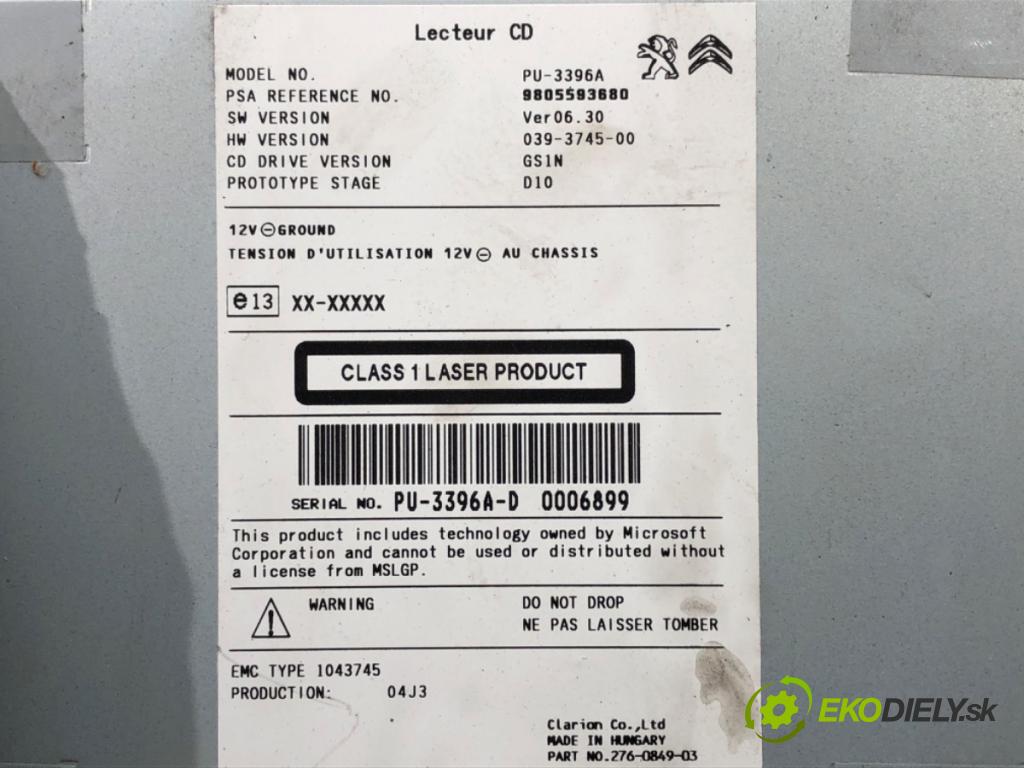 Lecteur CD
MODEL NO. PU-3396A
PSA REFERENCE NO. 9805593680
SW VERSION Ver06.30
HW VERSION 039-3745-00
CD DRIVE VERSION GS1N
PROTOTYPE STAGE D10
12V⊖GROUND
TENSION D'UTILISATION 12V⊖ AU CHASSIS
e13 XX-XXXXX
CLASS 1 LASER PRODUCT
SERIAL NO. PU-3396A-D 0006899
This product includes technology owned by Microsoft
Corporation and cannot be used or distributed without
a license from MSLGP.
WARNING DO NOT DROP
NE PAS LAISSER TOMBER
EMC TYPE 1043745
PRODUCTION: 04J3
Clarion Co.,Ltd
MADE IN HUNGARY
PART NO.276-0849-03
EKODIELY.sk